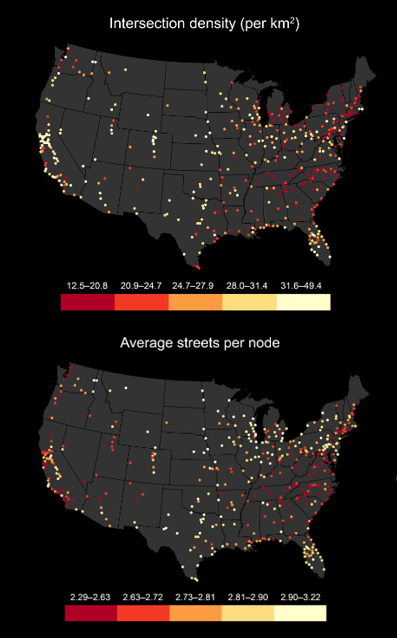 Intersection density (per km²)
12.5–20.8 20.9–24.7 24.7–27.9 28.0–31.4 31.6–49.4
Average streets per node
2.29–2.63 2.63–2.72 2.73–2.81 2.81–2.90 2.90–3.22